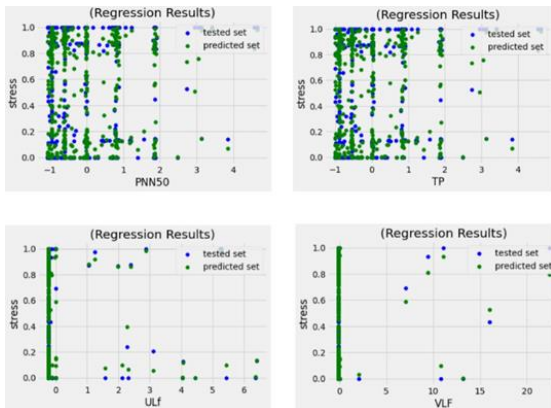 (Regression Results)
tested set
predicted set
stress
1.0
0.8
0.6
0.4
0.2
0.0
-1 0 1 2 3 4
PNN50
(Regression Results)
tested set
predicted set
stress
1.0
0.8
0.6
0.4
0.2
0.0
-1 0 1 2 3 4
TP
(Regression Results)
tested set
predicted set
stress
1.0
0.8
0.6
0.4
0.2
0.0
0 1 2 3 4 5 6
ULf
(Regression Results)
tested set
predicted set
stress
1.0
0.8
0.6
0.4
0.2
0.0
0 5 10 15 20
VLF